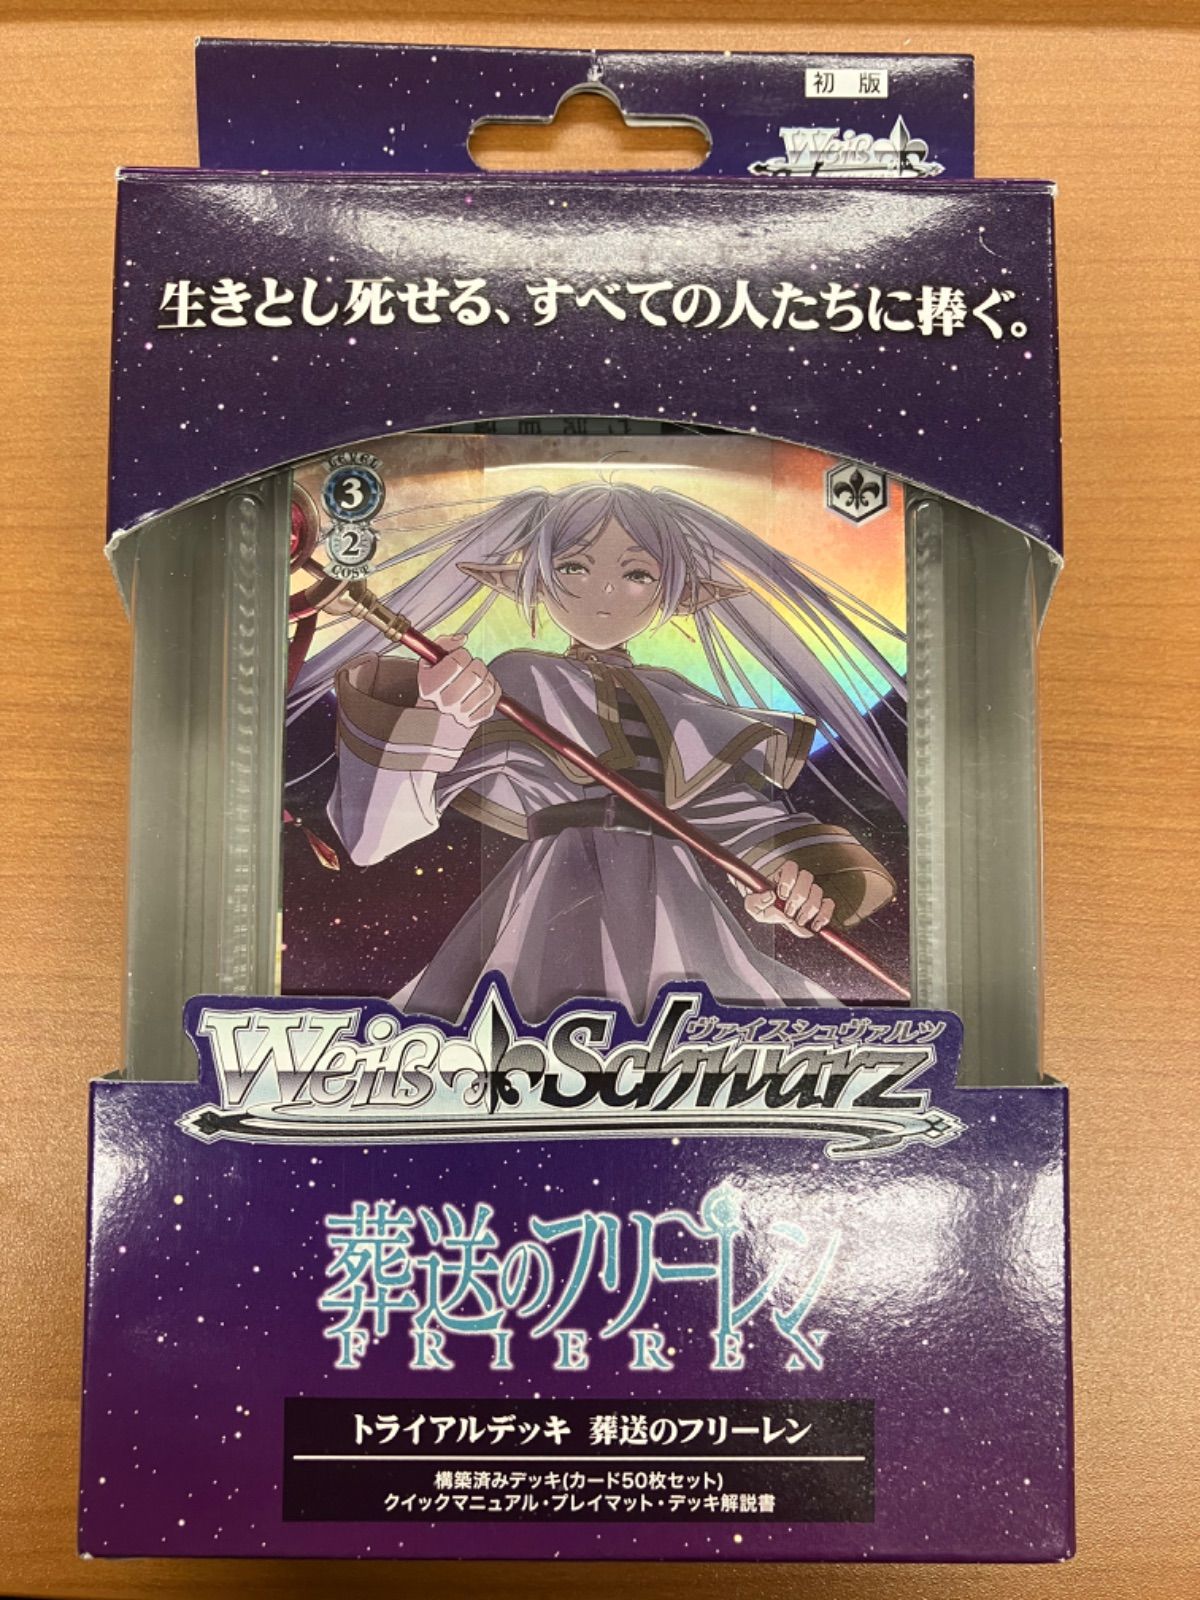 初版
Weiß
生きとし死せる、すべての人たちに捧ぐ。
LEVEL
3
2
COST
ヴァイスシュヴァルツ
Weiß Schwarz
葬送のフリーレン
FRIEREN
トライアルデッキ 葬送のフリーレン
構築済みデッキ(カード50枚セット)
クイックマニュアル・プレイマット・デッキ解説書